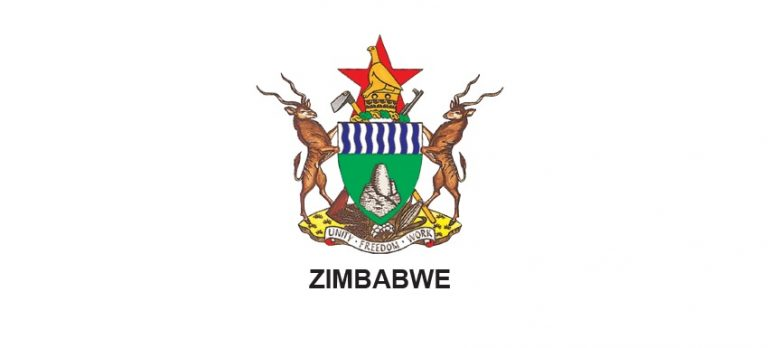 UNITY · FREEDOM · WORK
ZIMBABWE